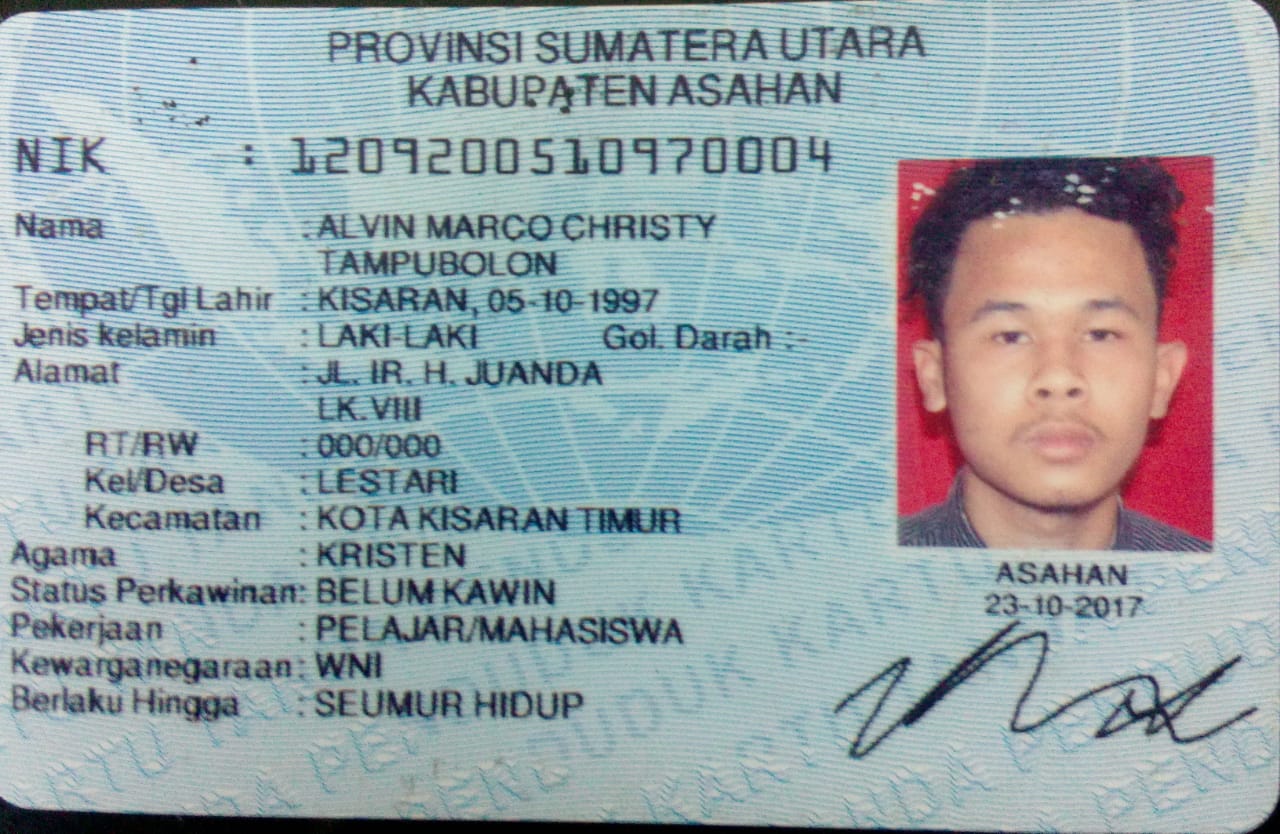 PROVINSI SUMATERA UTARA
KABUPATEN ASAHAN
NIK : 1209200510970004
Nama : ALVIN MARCO CHRISTY
TAMPUBOLON
Tempat/Tgl Lahir : KISARAN, 05-10-1997
Jenis kelamin : LAKI-LAKI Gol. Darah :-
Alamat : JL. IR. H. JUANDA
LK. VIII
RT/RW : 000/000
Kel/Desa : LESTARI
Kecamatan : KOTA KISARAN TIMUR
Agama : KRISTEN
Status Perkawinan: BELUM KAWIN
Pekerjaan : PELAJAR/MAHASISWA
Kewarganegaraan: WNI
Berlaku Hingga : SEUMUR HIDUP
ASAHAN
23-10-2017